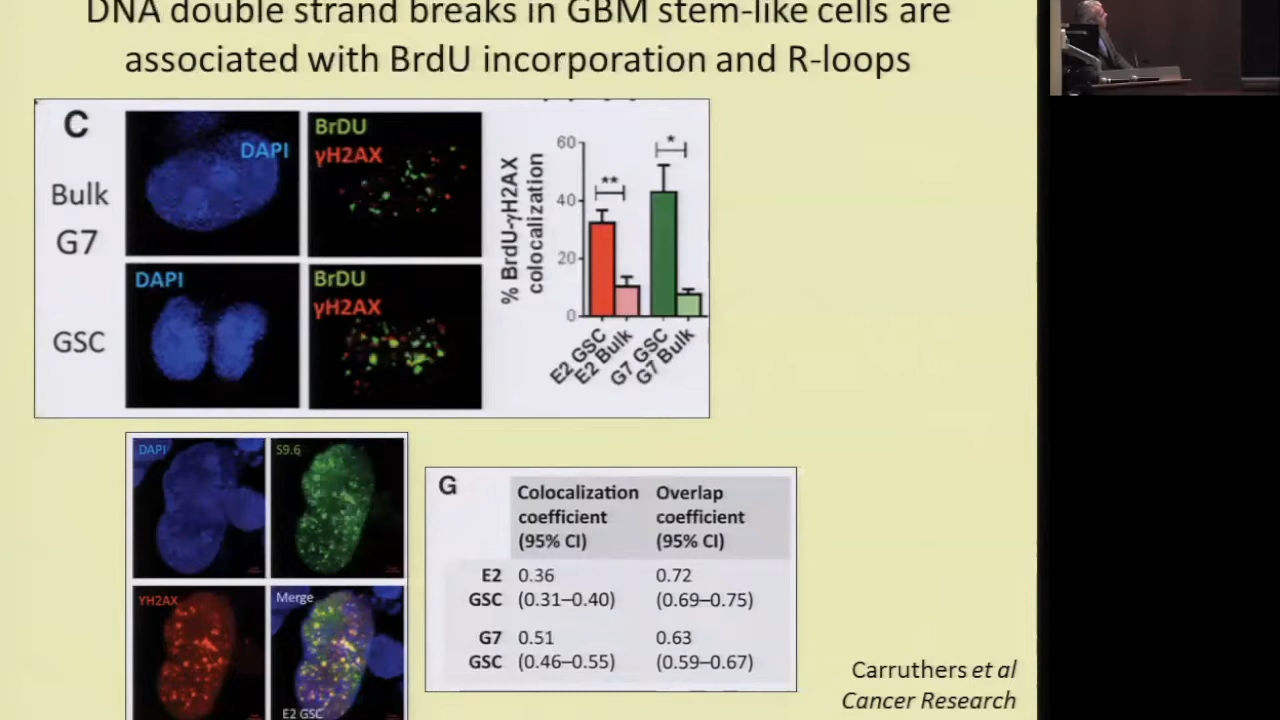 DNA double strand breaks in GBM stem-like cells are
associated with BrdU incorporation and R-loops
C
Bulk
G7
GSC
DAPI
BrDU
γH2AX
DAPI
BrDU
γH2AX
% BrdU-γH2AX
colocalization
60
40
20
0
**
*
E2 GSC
E2 Bulk
G7 GSC
G7 Bulk
DAPI
S9.6
YH2AX
Merge
E2 GSC
G
Colocalization Overlap
coefficient coefficient
(95% CI) (95% CI)
E2 0.36 0.72
GSC (0.31–0.40) (0.69–0.75)
G7 0.51 0.63
GSC (0.46–0.55) (0.59–0.67)
Carruthers et al
Cancer Research